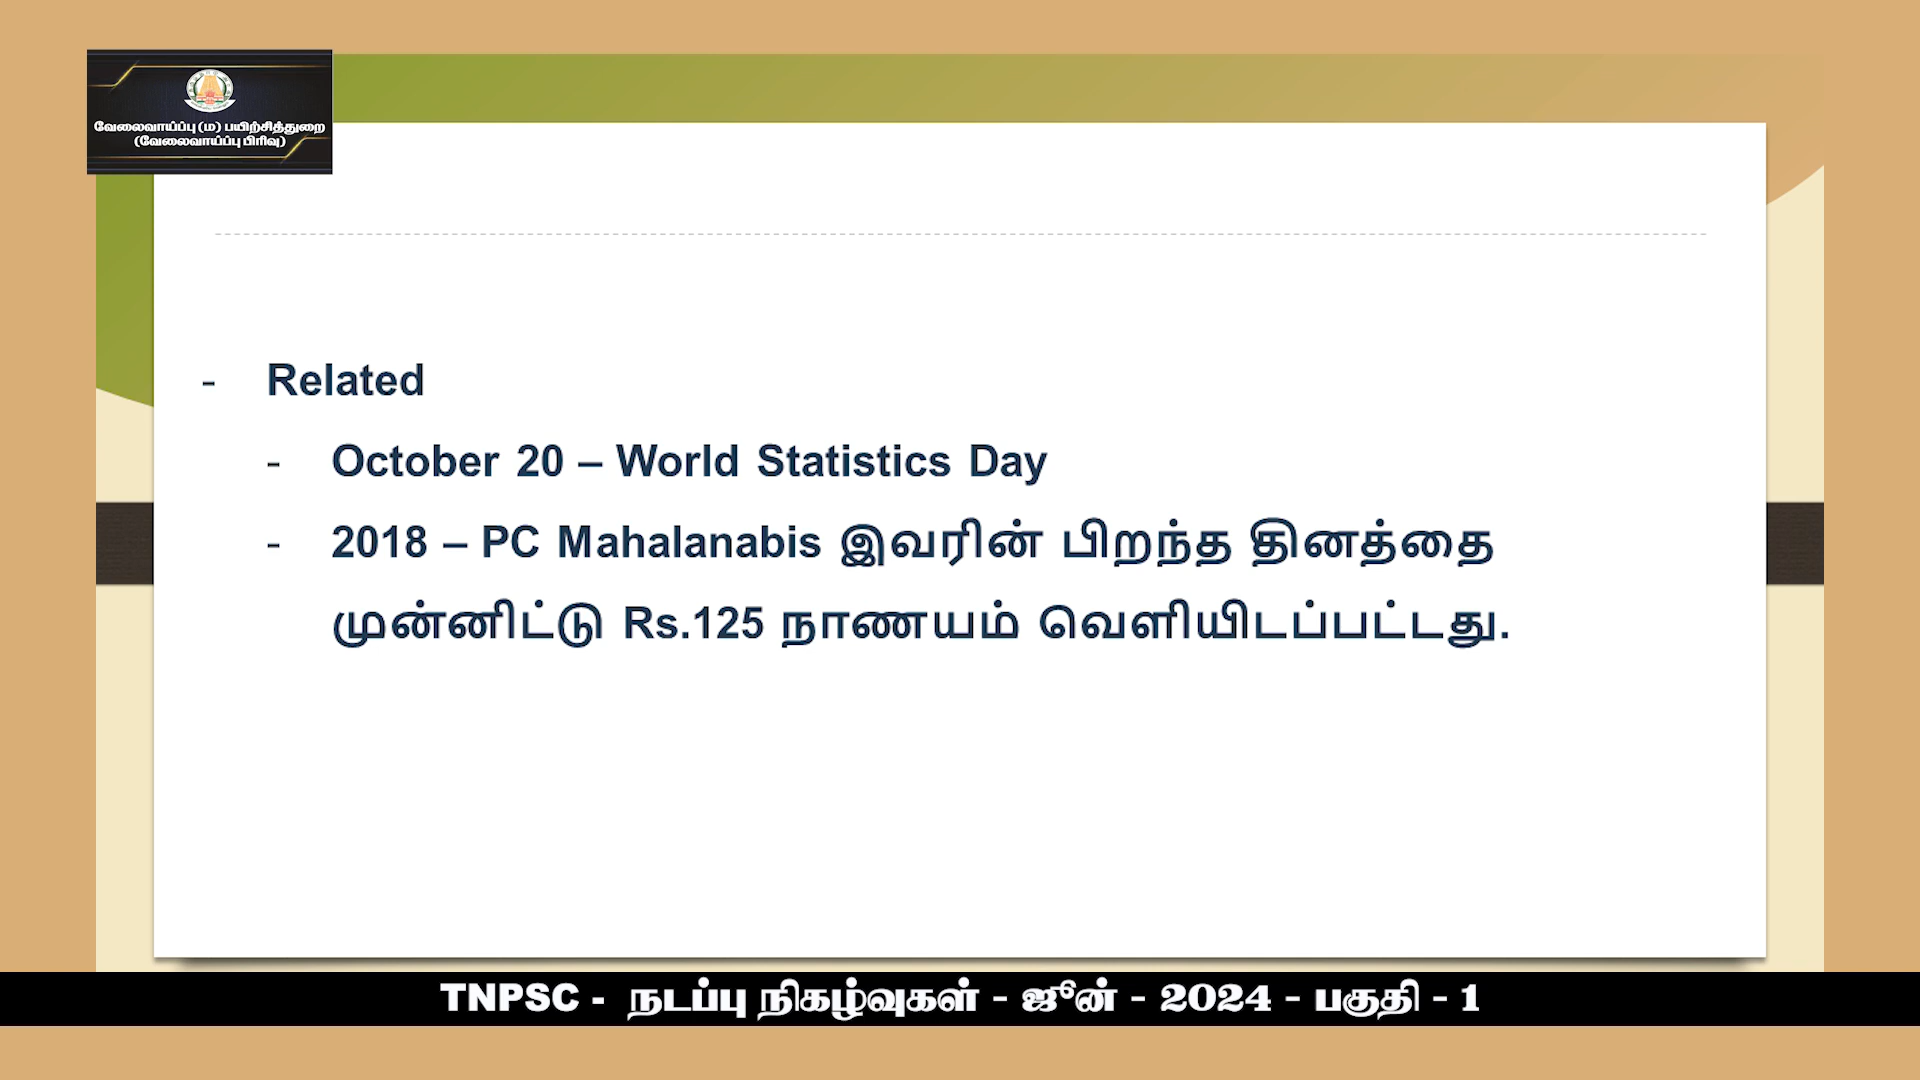 வேலைவாய்ப்பு (ம) பயிற்சித்துறை
(வேலைவாய்ப்பு பிரிவு)
- Related
- October 20 – World Statistics Day
- 2018 – PC Mahalanabis இவரின் பிறந்த தினத்தை
முன்னிட்டு Rs.125 நாணயம் வெளியிடப்பட்டது.
TNPSC - நடப்பு நிகழ்வுகள் - ஜூன் - 2024 - பகுதி - 1